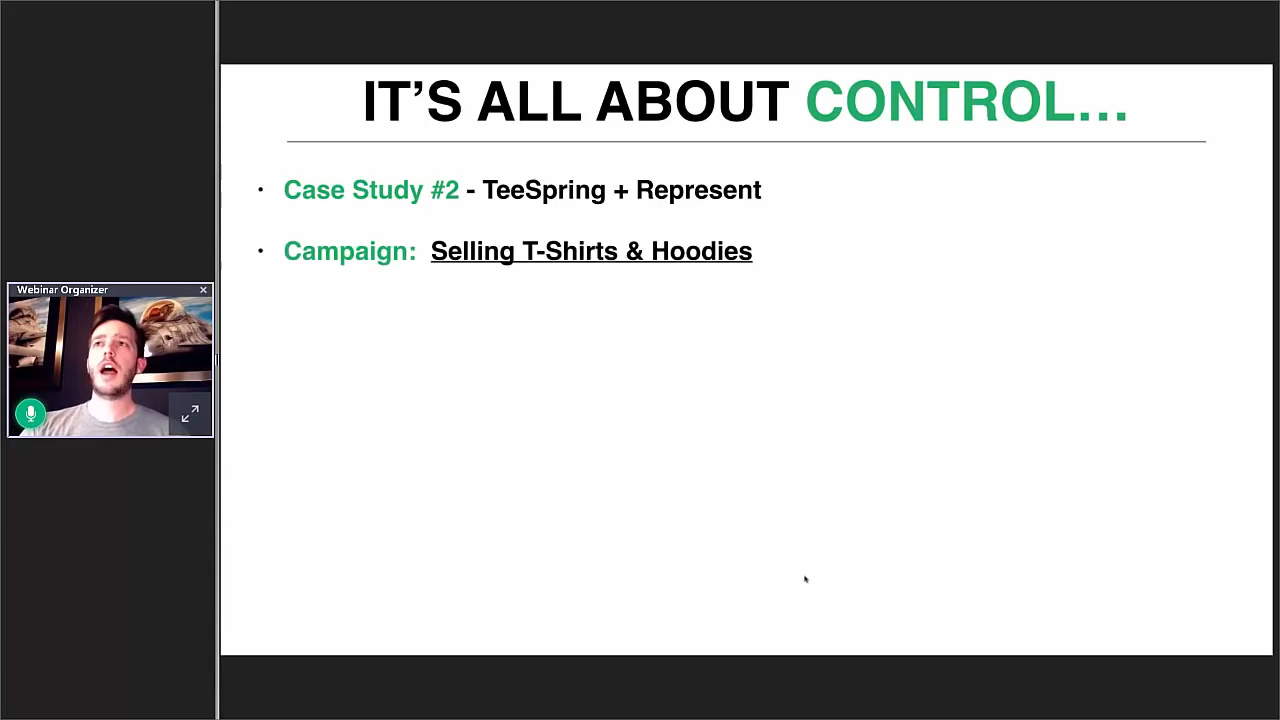 IT’S ALL ABOUT CONTROL…
• Case Study #2 - TeeSpring + Represent
• Campaign: Selling T-Shirts & Hoodies
Webinar Organizer